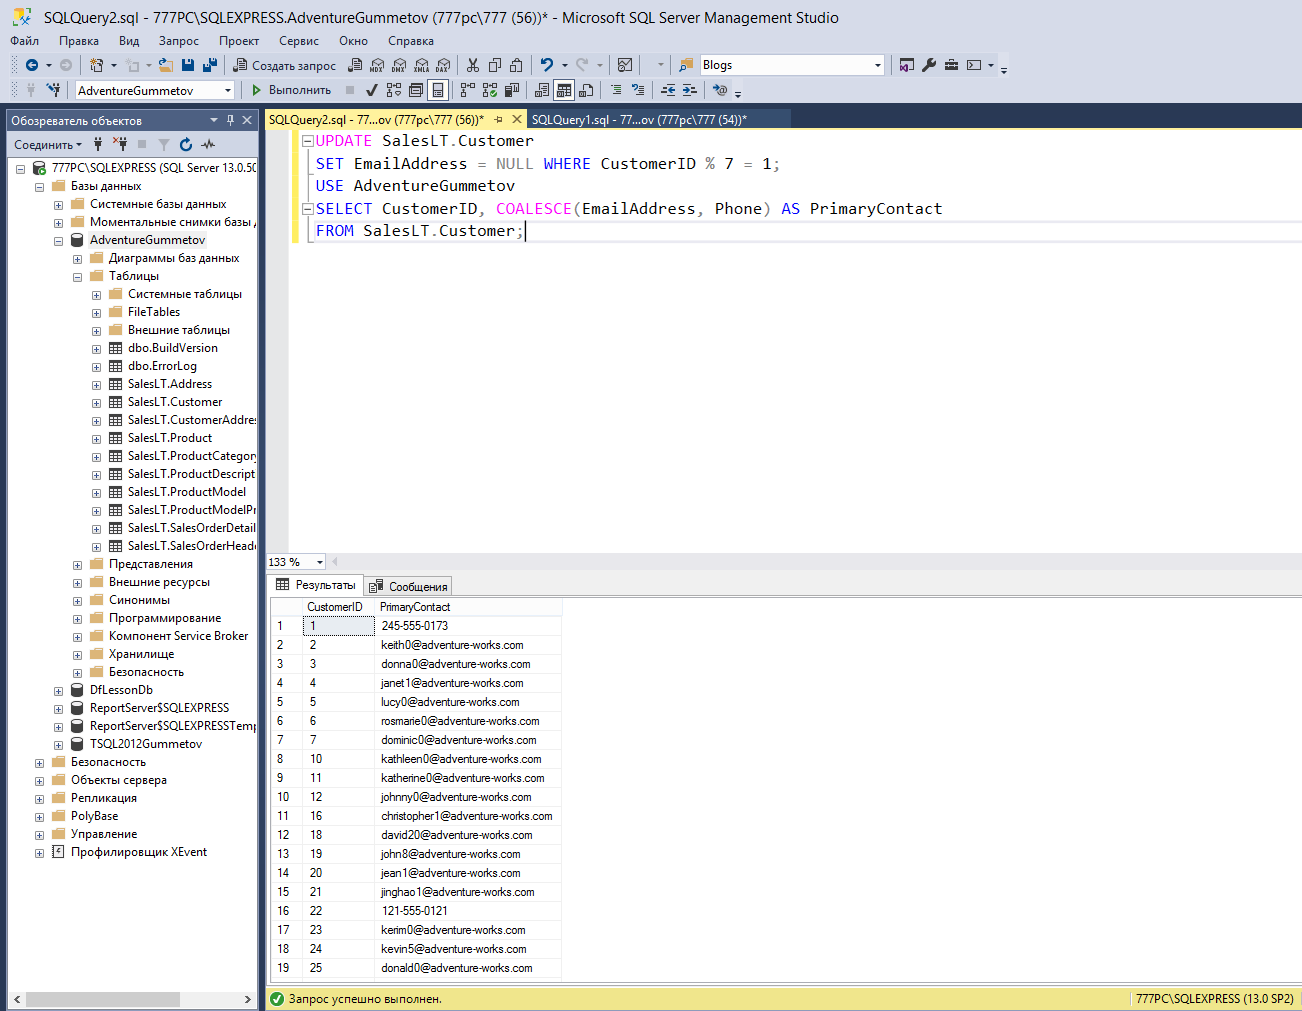 SQLQuery2.sql - 777PC\SQLEXPRESS.AdventureGummetov (777pc\777 (56))* - Microsoft SQL Server Management Studio
Файл Правка Вид Запрос Проект Сервис Окно Справка
Создать запрос MDX DMX XMLA DAX Blogs
AdventureGummetov Выполнить
Обозреватель объектов
Соединить
777PC\SQLEXPRESS (SQL Server 13.0.50
Базы данных
Системные базы данных
Моментальные снимки базы д
AdventureGummetov
Диаграммы баз данных
Таблицы
Системные таблицы
FileTables
Внешние таблицы
dbo.BuildVersion
dbo.ErrorLog
SalesLT.Address
SalesLT.Customer
SalesLT.CustomerAddres
SalesLT.Product
SalesLT.ProductCategory
SalesLT.ProductDescript
SalesLT.ProductModel
SalesLT.ProductModelPr
SalesLT.SalesOrderDetail
SalesLT.SalesOrderHeade
Представления
Внешние ресурсы
Синонимы
Программирование
Компонент Service Broker
Хранилище
Безопасность
DfLessonDb
ReportServer$SQLEXPRESS
ReportServer$SQLEXPRESSTemp
TSQL2012Gummetov
Безопасность
Объекты сервера
Репликация
PolyBase
Управление
Профилировщик XEvent
SQLQuery2.sql - 77...ov (777pc\777 (56))* SQLQuery1.sql - 77...ov (777pc\777 (54))*
UPDATE SalesLT.Customer
SET EmailAddress = NULL WHERE CustomerID % 7 = 1;
USE AdventureGummetov
SELECT CustomerID, COALESCE(EmailAddress, Phone) AS PrimaryContact
FROM SalesLT.Customer;
133 %
Результаты Сообщения
CustomerID PrimaryContact
1 1 245-555-0173
2 2 keith0@adventure-works.com
3 3 donna0@adventure-works.com
4 4 janet1@adventure-works.com
5 5 lucy0@adventure-works.com
6 6 rosmarie0@adventure-works.com
7 7 dominic0@adventure-works.com
8 10 kathleen0@adventure-works.com
9 11 katherine0@adventure-works.com
10 12 johnny0@adventure-works.com
11 16 christopher1@adventure-works.com
12 18 david20@adventure-works.com
13 19 john8@adventure-works.com
14 20 jean1@adventure-works.com
15 21 jinghao1@adventure-works.com
16 22 121-555-0121
17 23 kerim0@adventure-works.com
18 24 kevin5@adventure-works.com
19 25 donald0@adventure-works.com
Запрос успешно выполнен. 777PC\SQLEXPRESS (13.0 SP2)